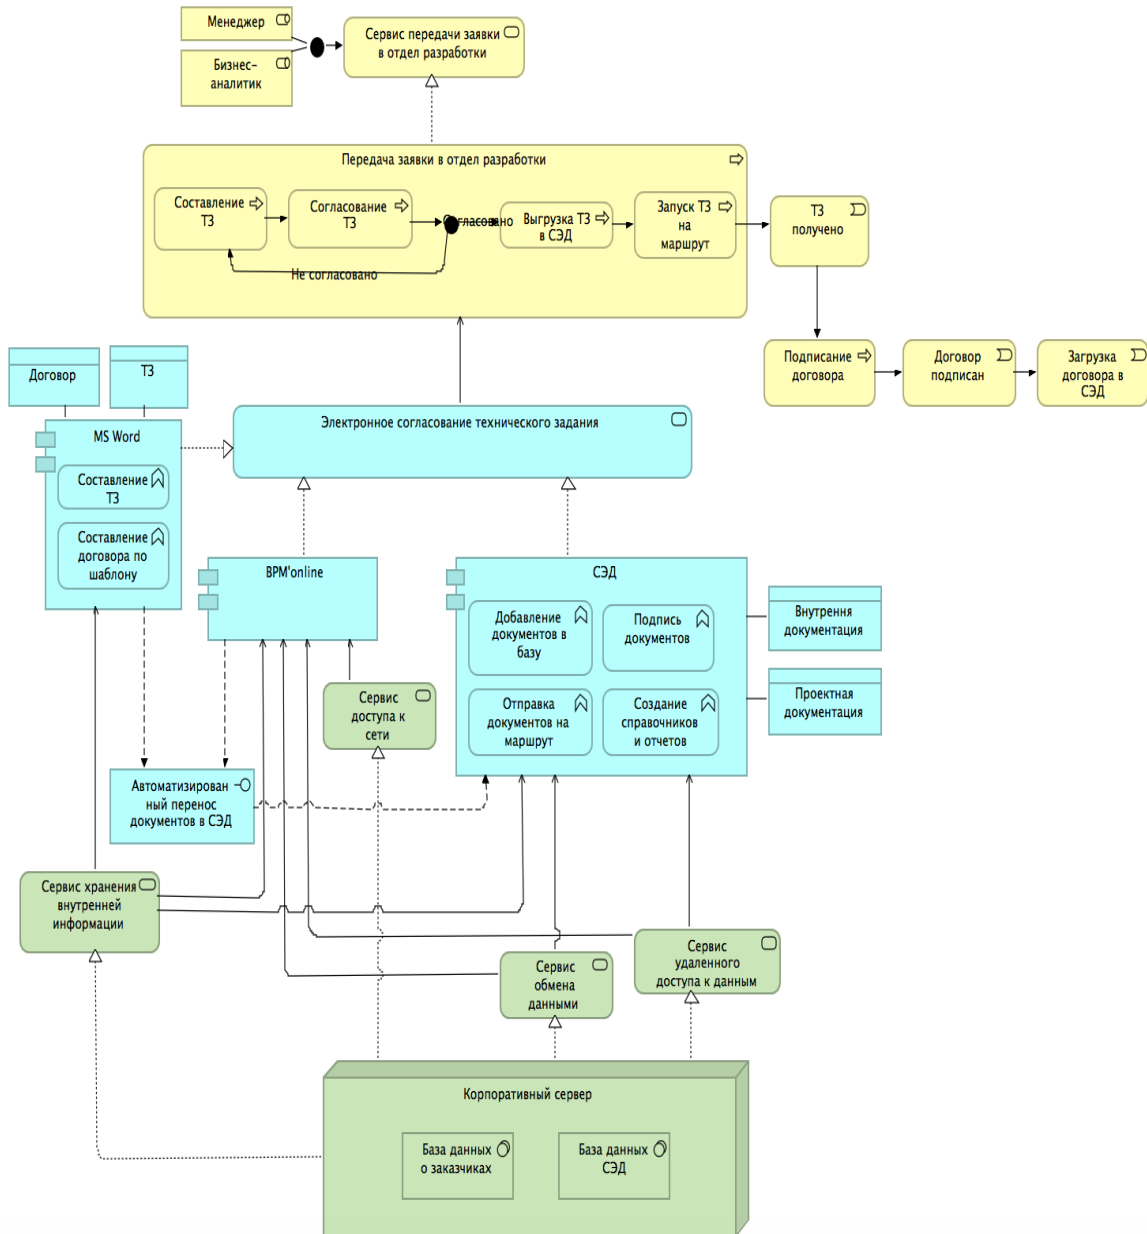 Менеджер
Бизнес-
аналитик
Сервис передачи заявки
в отдел разработки
Передача заявки в отдел разработки
Составление
ТЗ
Согласование
ТЗ
Согласовано
Выгрузка ТЗ
в СЭД
Запуск ТЗ
на
маршрут
ТЗ
получено
Не согласовано
Подписание
договора
Договор
подписан
Загрузка
договора в
СЭД
Договор
ТЗ
MS Word
Составление
ТЗ
Составление
договора по
шаблону
Электронное согласование технического задания
BPM'online
СЭД
Добавление
документов в
базу
Подпись
документов
Отправка
документов на
маршрут
Создание
справочников
и отчетов
Внутрення
документация
Проектная
документация
Сервис
доступа к
сети
Автоматизирован
ный перенос
документов в СЭД
Сервис хранения
внутренней
информации
Сервис
обмена
данными
Сервис
удаленного
доступа к данным
Корпоративный сервер
База данных
о заказчиках
База данных
СЭД